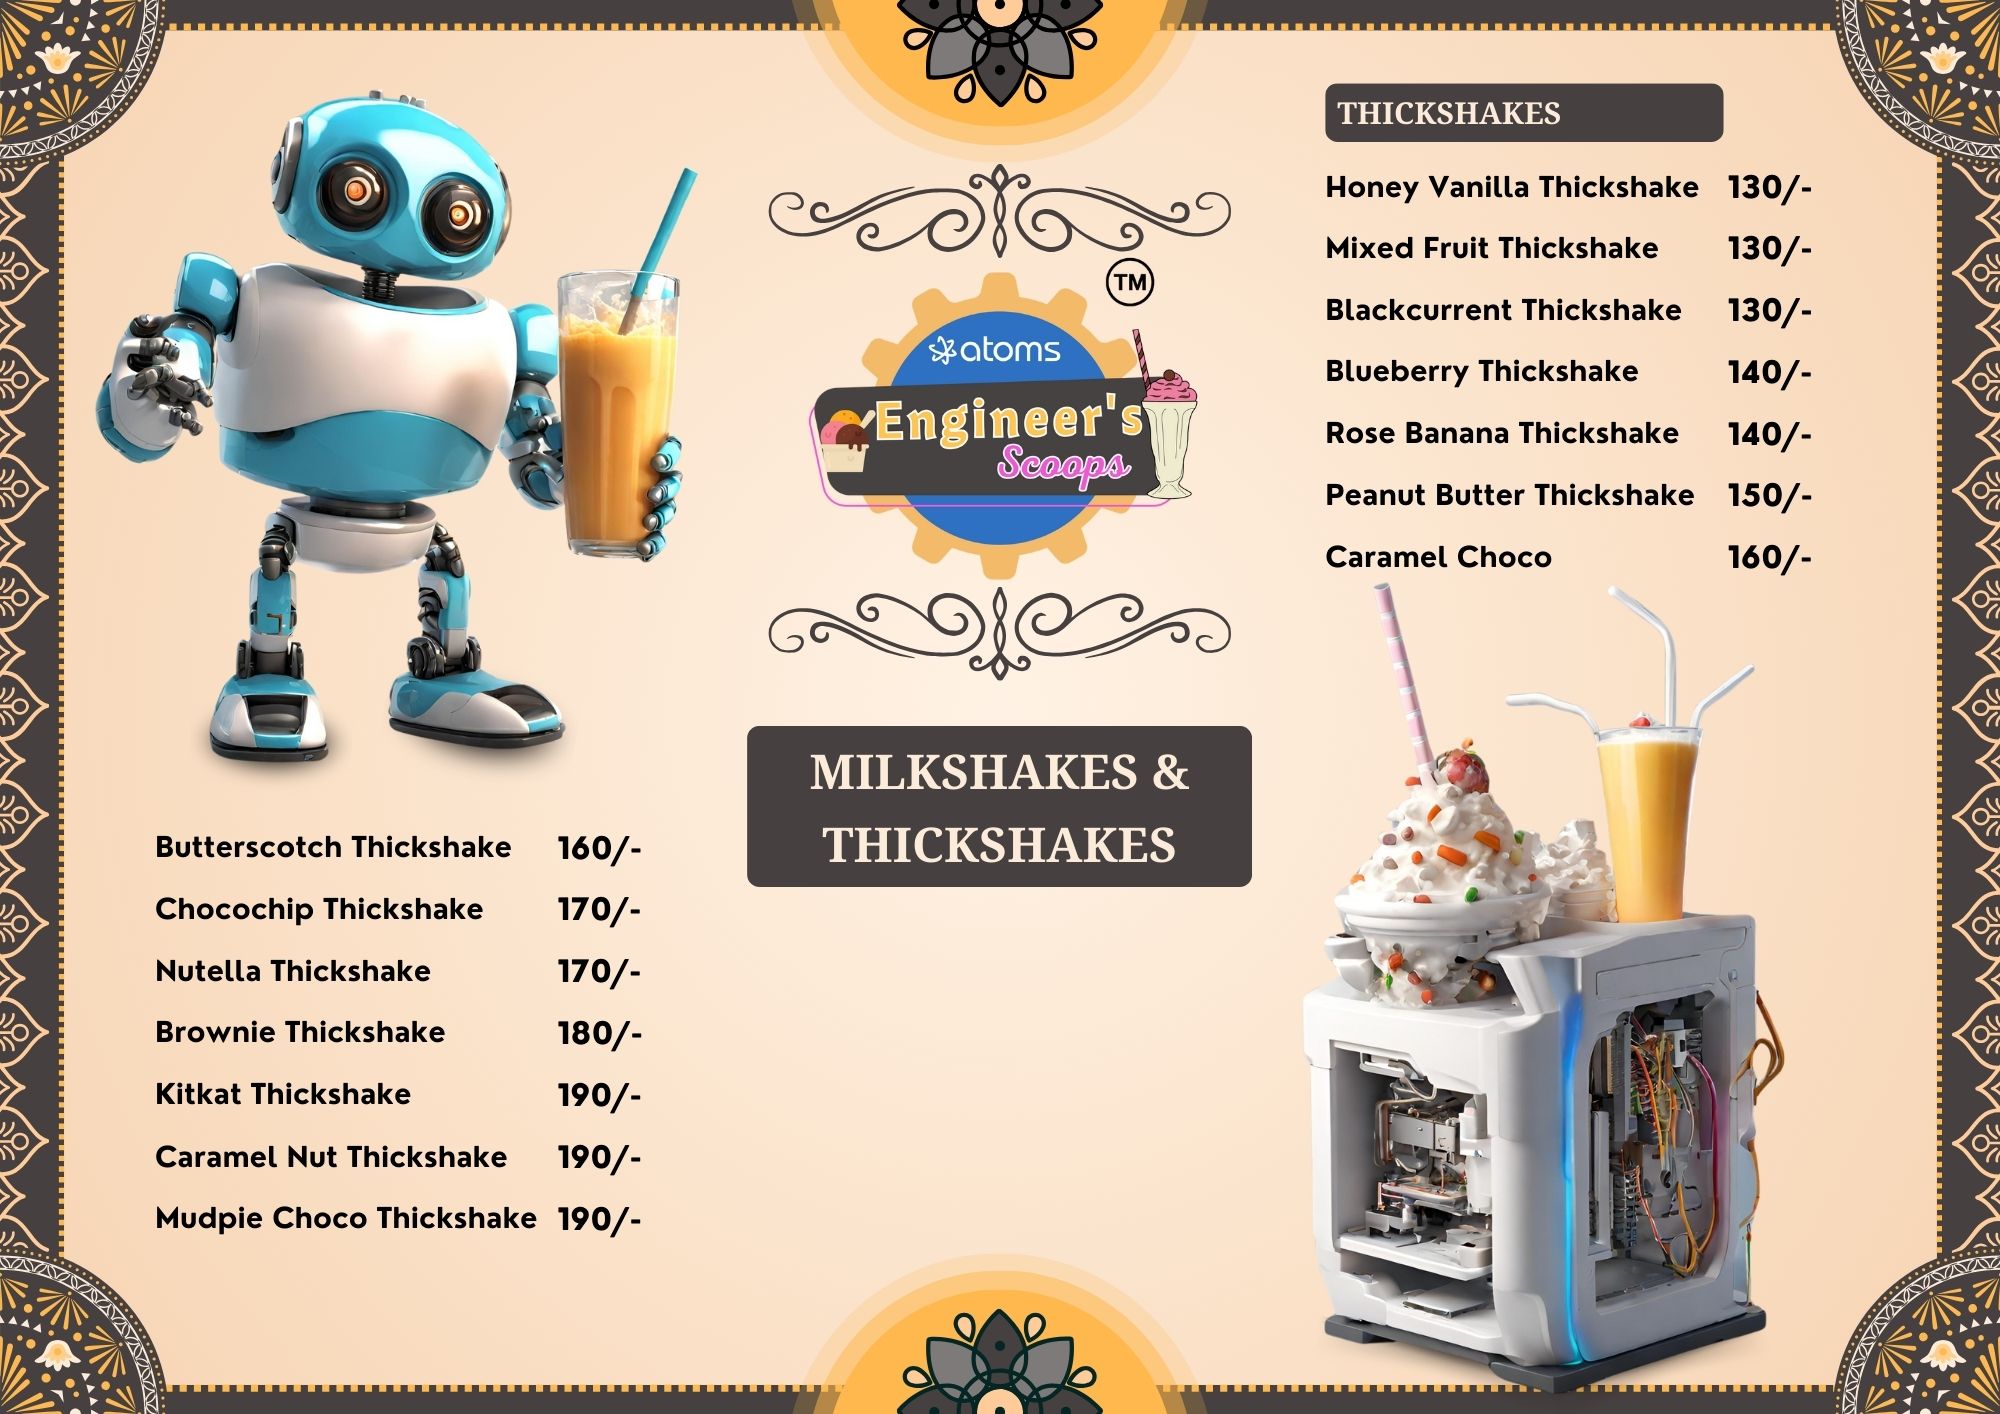 THICKSHAKES
Honey Vanilla Thickshake 130/-
Mixed Fruit Thickshake 130/-
Blackcurrent Thickshake 130/-
Blueberry Thickshake 140/-
Rose Banana Thickshake 140/-
Peanut Butter Thickshake 150/-
Caramel Choco 160/-
TM
atoms
Engineer's
Scoops
MILKSHAKES &
THICKSHAKES
Butterscotch Thickshake 160/-
Chocochip Thickshake 170/-
Nutella Thickshake 170/-
Brownie Thickshake 180/-
Kitkat Thickshake 190/-
Caramel Nut Thickshake 190/-
Mudpie Choco Thickshake 190/-